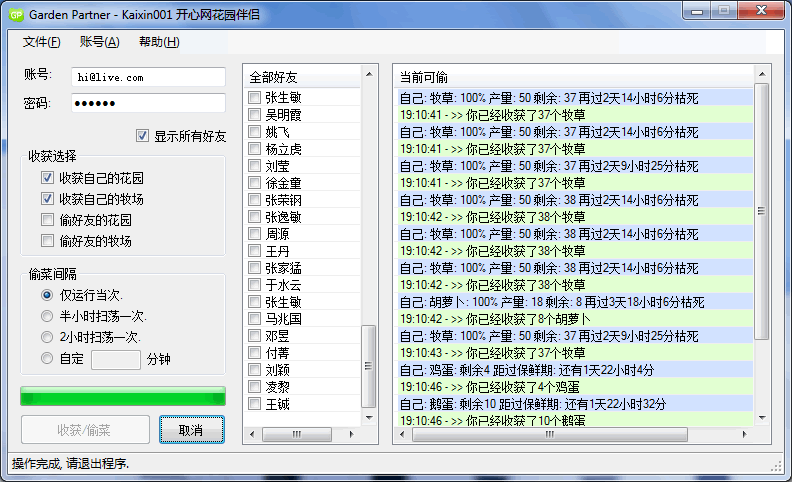 GP Garden Partner - Kaixin001 开心网花园伴侣
文件(F) 账号(A) 帮助(H)
账号: hi@live.com
密码: ●●●●●●
显示所有好友
收获选择
收获自己的花园
收获自己的牧场
偷好友的花园
偷好友的牧场
偷菜间隔
仅运行当次.
半小时扫荡一次.
2小时扫荡一次.
自定 分钟
收获/偷菜 取消
全部好友
张生敏
吴明霞
姚飞
杨立虎
刘莹
徐金童
张荣钢
张逸敏
周源
王丹
张家猛
于水云
张生敏
马兆国
邓昱
付菁
刘颖
凌黎
王钺
当前可偷
自己: 牧草: 100% 产量: 50 剩余: 37 再过2天14小时6分枯死
19:10:41 - >> 你已经收获了37个牧草
自己: 牧草: 100% 产量: 50 剩余: 37 再过2天14小时6分枯死
19:10:41 - >> 你已经收获了37个牧草
自己: 牧草: 100% 产量: 50 剩余: 37 再过2天9小时25分枯死
19:10:41 - >> 你已经收获了37个牧草
自己: 牧草: 100% 产量: 50 剩余: 38 再过2天14小时6分枯死
19:10:42 - >> 你已经收获了38个牧草
自己: 牧草: 100% 产量: 50 剩余: 38 再过2天14小时6分枯死
19:10:42 - >> 你已经收获了38个牧草
自己: 牧草: 100% 产量: 50 剩余: 38 再过2天14小时6分枯死
19:10:42 - >> 你已经收获了38个牧草
自己: 胡萝卜: 100% 产量: 18 剩余: 8 再过3天18小时6分枯死
19:10:42 - >> 你已经收获了8个胡萝卜
自己: 牧草: 100% 产量: 50 剩余: 37 再过2天9小时25分枯死
19:10:43 - >> 你已经收获了37个牧草
自己: 鸡蛋: 剩余4 距过保鲜期: 还有1天22小时4分
19:10:46 - >> 你已经收获了4个鸡蛋
自己: 鹅蛋: 剩余10 距过保鲜期: 还有1天22小时32分
19:10:46 - >> 你已经收获了10个鹅蛋
操作完成, 请退出程序.